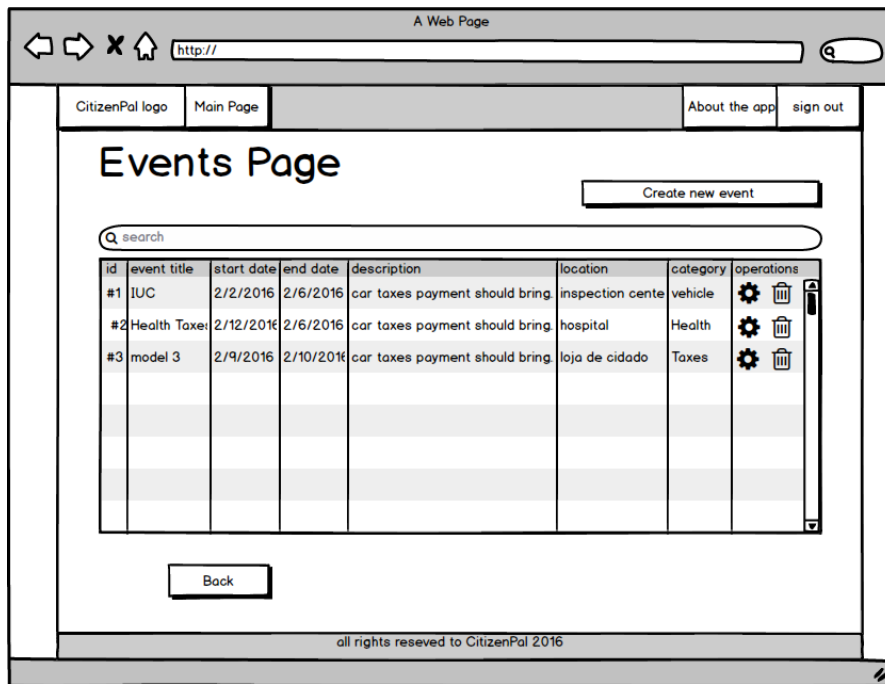 A Web Page
http://
CitizenPal logo Main Page About the app sign out
Events Page
Create new event
search
id event title start date end date description location category operations
#1 IUC 2/2/2016 2/6/2016 car taxes payment should bring. inspection cente vehicle
#2 Health Taxe 2/12/2016 2/6/2016 car taxes payment should bring. hospital Health
#3 model 3 2/9/2016 2/10/2016 car taxes payment should bring. loja de cidado Taxes
Back
all rights reseved to CitizenPal 2016